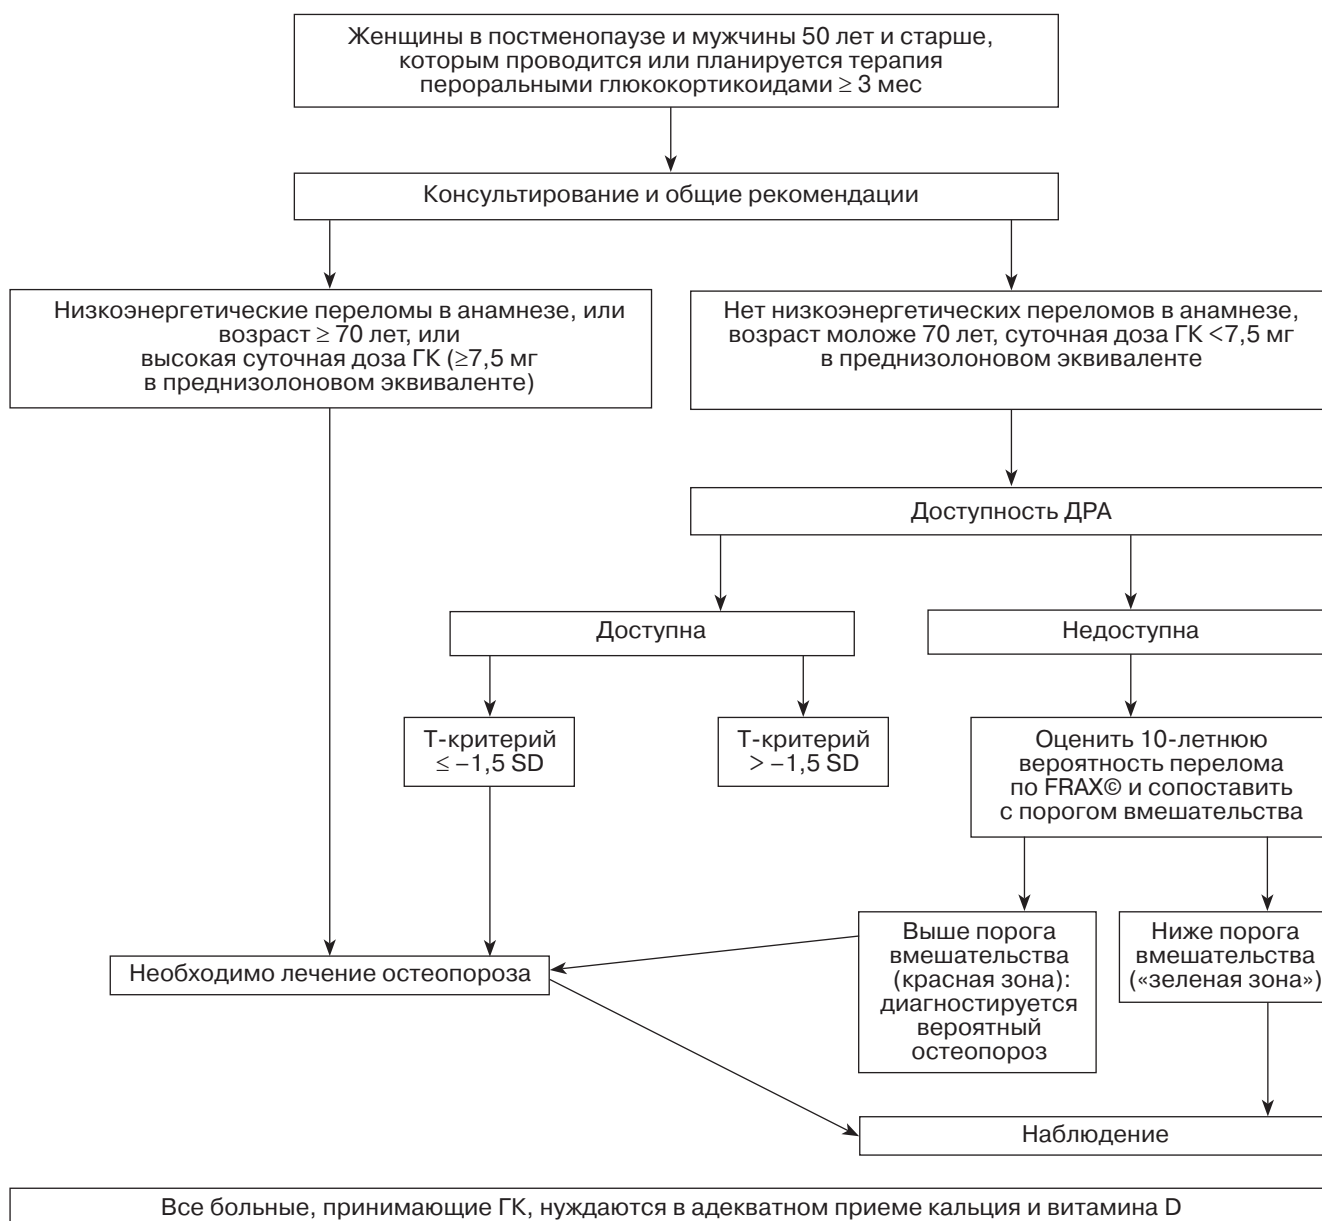 Женщины в постменопаузе и мужчины 50 лет и старше,
которым проводится или планируется терапия
пероральными глюкокортикоидами ≥ 3 мес
Консультирование и общие рекомендации
Низкоэнергетические переломы в анамнезе, или
возраст ≥ 70 лет, или
высокая суточная доза ГК (≥7,5 мг
в преднизолоновом эквиваленте)
Нет низкоэнергетических переломов в анамнезе,
возраст моложе 70 лет, суточная доза ГК <7,5 мг
в преднизолоновом эквиваленте
Доступность ДРА
Доступна
Недоступна
Т-критерий
≤ −1,5 SD
Т-критерий
> −1,5 SD
Оценить 10-летнюю
вероятность перелома
по FRAX© и сопоставить
с порогом вмешательства
Выше порога
вмешательства
(красная зона):
диагностируется
вероятный
остеопороз
Ниже порога
вмешательства
(«зеленая зона»)
Необходимо лечение остеопороза
Наблюдение
Все больные, принимающие ГК, нуждаются в адекватном приеме кальция и витамина D